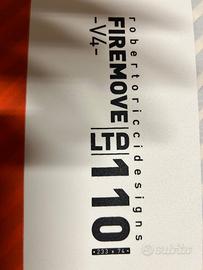 robertoriccidesigns
FIREMOVE
-V4-
LTD
110
•233 x 74•
subito